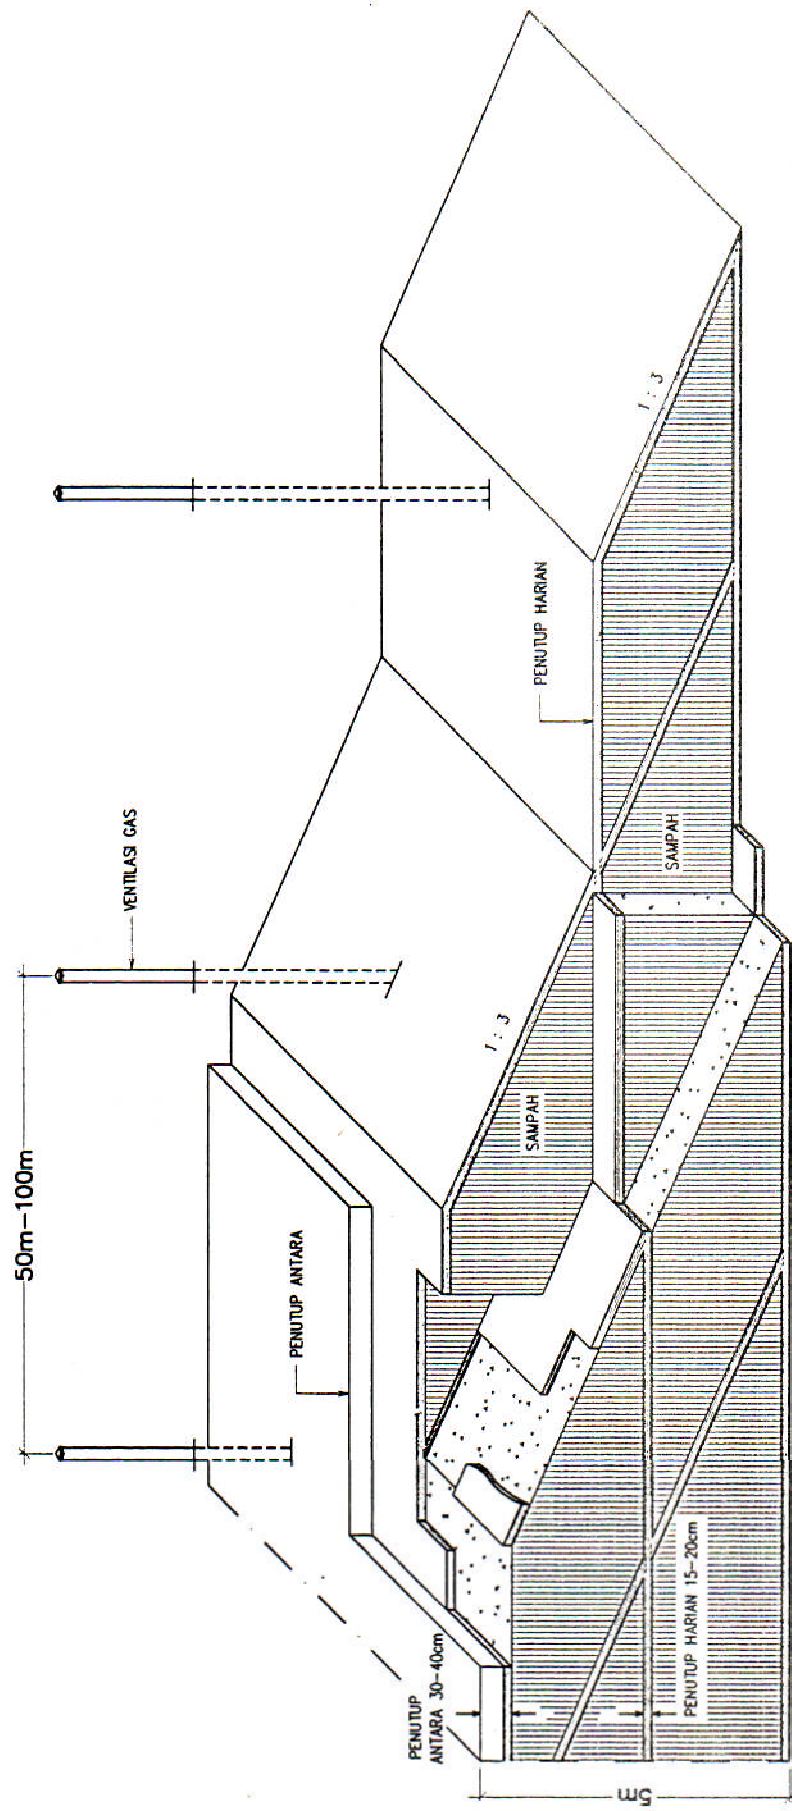 50m-100m
VENTILASI GAS
PENUTUP ANTARA
PENUTUP HARIAN
1 : 3
1 : 3
SAMPAH
SAMPAH
PENUTUP
ANTARA 30-40cm
PENUTUP HARIAN 15-20cm
5m